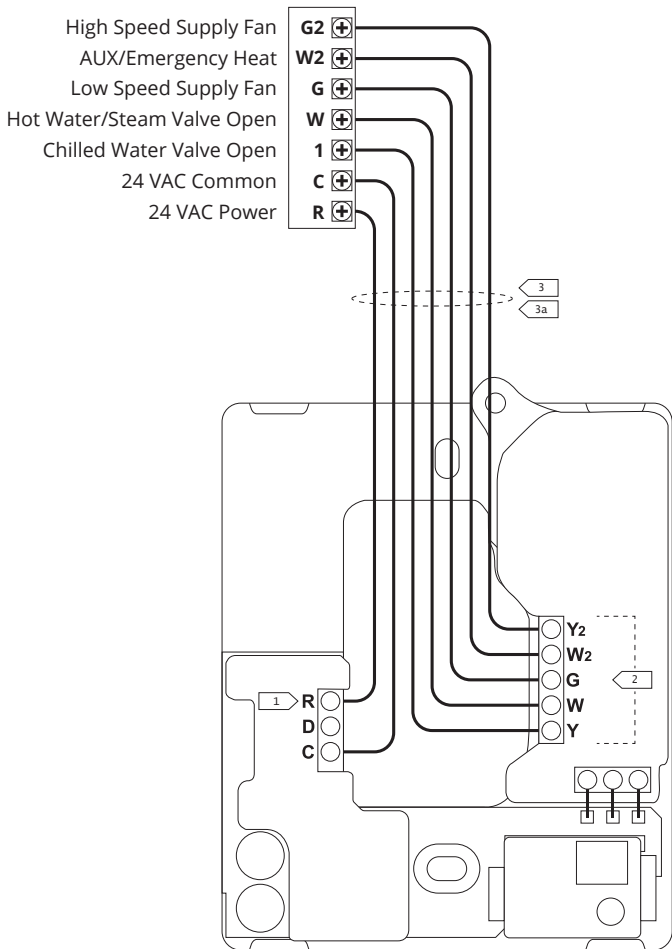 High Speed Supply Fan G2
AUX/Emergency Heat W2
Low Speed Supply Fan G
Hot Water/Steam Valve Open W
Chilled Water Valve Open 1
24 VAC Common C
24 VAC Power R
3
3a
Y2
W2
G 2
W
Y
1 R
D
C